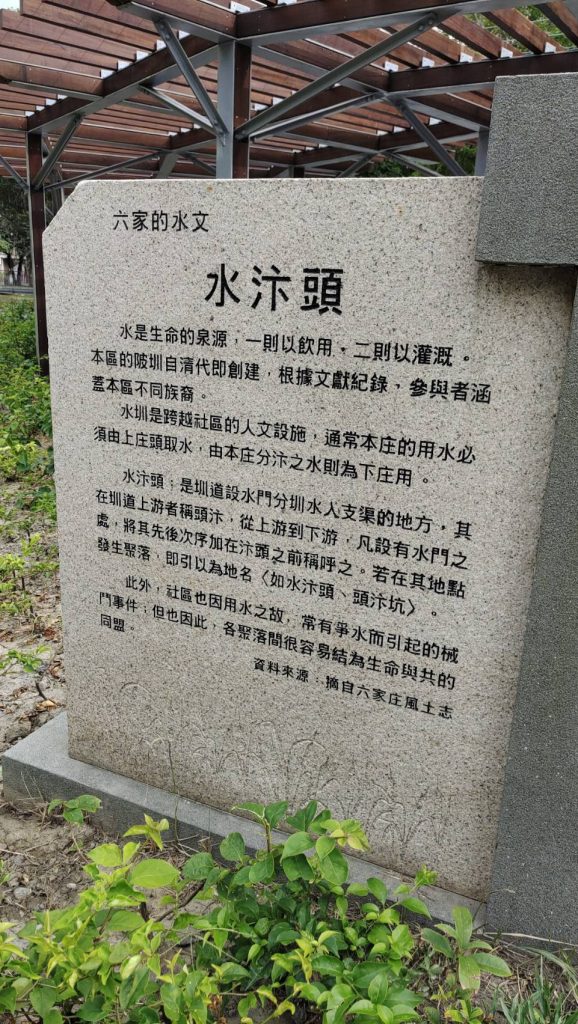 六家的水文
水汴頭
水是生命的泉源，一則以飲用，二則以灌溉。
本區的陂圳自清代即創建，根據文獻紀錄，參與者涵
蓋本區不同族裔。
水圳是跨越社區的人文設施，通常本庄的用水必
須由上庄頭取水，由本庄分汴之水則為下庄用。
水汴頭；是圳道設水門分圳水人支渠的地方，其
在圳道上游者稱頭汴，從上游到下游，凡設有水門之
處，將其先後次序加在汴頭之前稱呼之。若在其地點
發生聚落，即引以為地名〈如水汴頭、頭汴坑〉。
此外，社區也因用水之故，常有爭水而引起的械
鬥事件；但也因此，各聚落間很容易結為生命與共的
同盟。
資料來源：摘自六家庄風土志